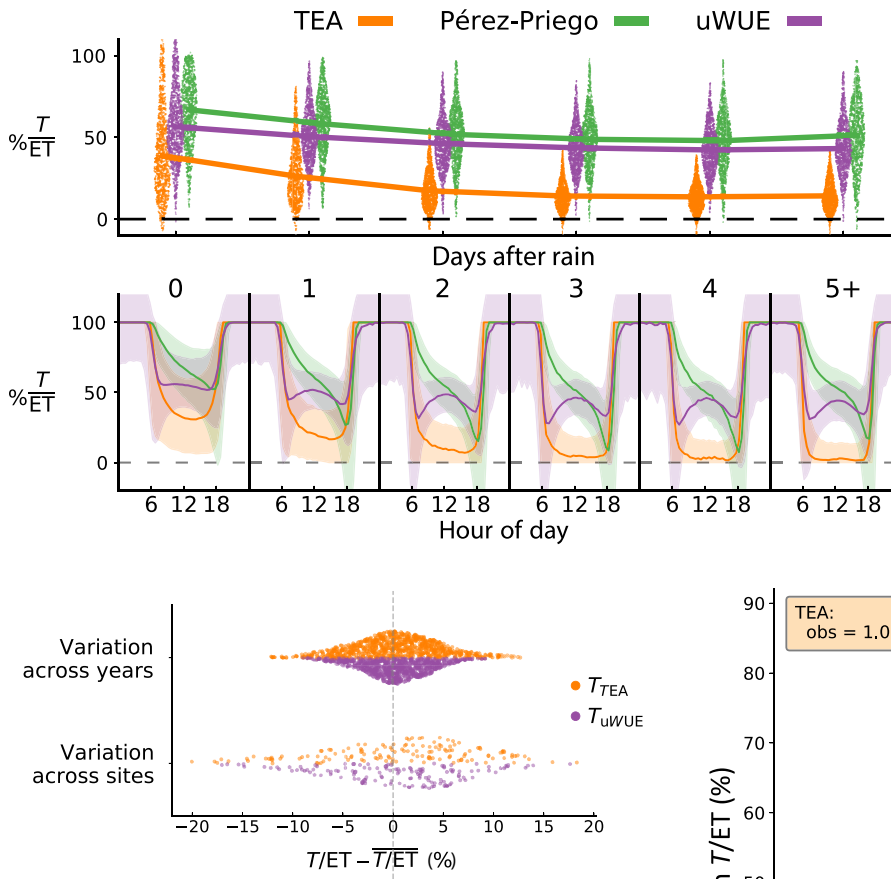 TEA Pérez-Priego uWUE
100
50
0
% T/ET
Days after rain
0 1 2 3 4 5+
100
50
0
% T/ET
6 12 18 6 12 18 6 12 18 6 12 18 6 12 18 6 12 18
Hour of day
Variation
across years
Variation
across sites
T_TEA
T_uWUE
−20 −15 −10 −5 0 5 10 15 20
T/ET − T/ET (%)
90
80
70
60
50
T/ET (%)
TEA:
obs = 1.0